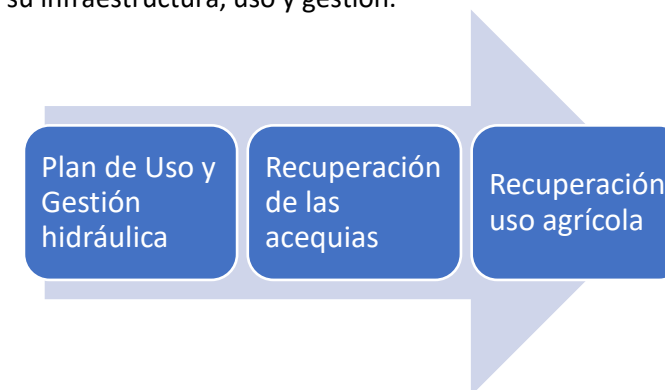 su infraestructura, uso y gestión.
Plan de Uso y
Gestión
hidráulica
Recuperación
de las
acequias
Recuperación
uso agrícola